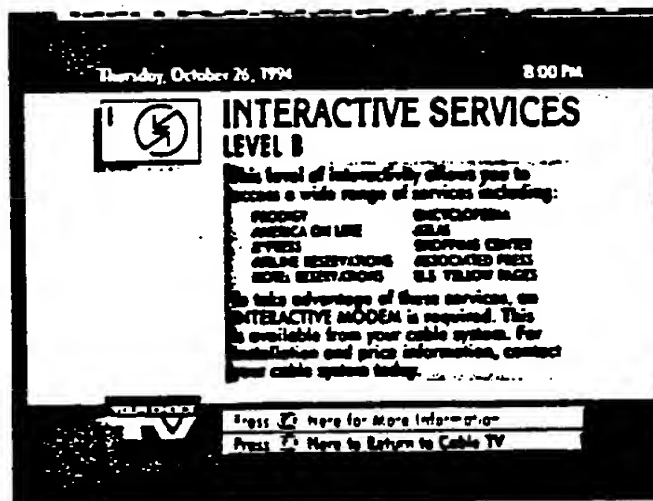 Thursday, October 26, 1994 8:00 PM
INTERACTIVE SERVICES
LEVEL B
This level of interactivity allows you to
access a wide range of services including:
PRODIGY ENCYCLOPEDIA
AMERICA ON LINE ATLAS
X*PRESS SHOPPING CENTER
AIRLINE RESERVATIONS ASSOCIATED PRESS
HOTEL RESERVATIONS U.S. YELLOW PAGES
To take advantage of these services, an
INTERACTIVE MODEM is required. This
is available from your cable system. For
installation and price information, contact
your cable system today.
YOUR CHOICE
TV
Press Here for More Information
Press Here to Return to Cable TV